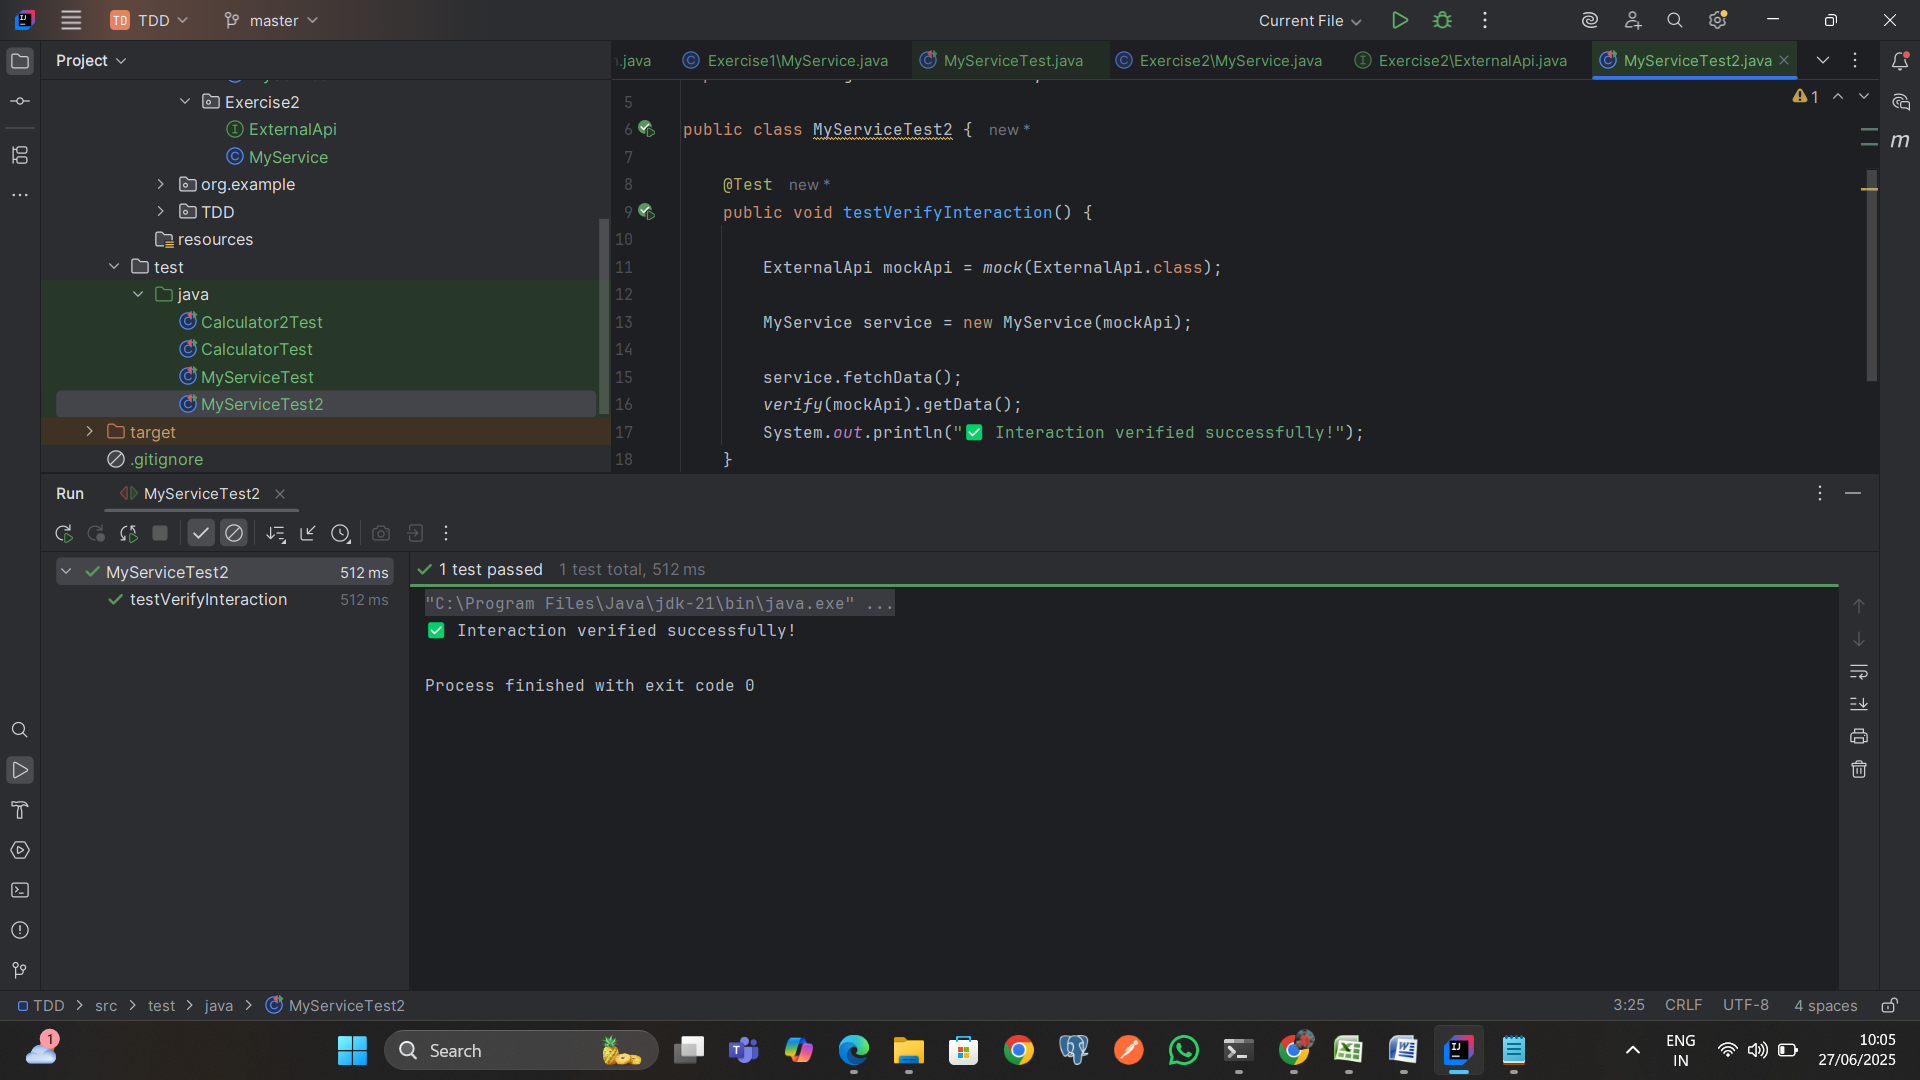 TD TDD master Current File
Project
.java Exercise1\MyService.java MyServiceTest.java Exercise2\MyService.java Exercise2\ExternalApi.java MyServiceTest2.java
Exercise2
ExternalApi
MyService
org.example
TDD
resources
test
java
Calculator2Test
CalculatorTest
MyServiceTest
MyServiceTest2
target
.gitignore
1
5
6 public class MyServiceTest2 { new *
7
8 @Test new *
9 public void testVerifyInteraction() {
10
11 ExternalApi mockApi = mock(ExternalApi.class);
12
13 MyService service = new MyService(mockApi);
14
15 service.fetchData();
16 verify(mockApi).getData();
17 System.out.println("✅ Interaction verified successfully!");
18 }
m
Run MyServiceTest2
MyServiceTest2 512 ms
testVerifyInteraction 512 ms
1 test passed 1 test total, 512 ms
"C:\Program Files\Java\jdk-21\bin\java.exe" ...
✅ Interaction verified successfully!
Process finished with exit code 0
TDD > src > test > java > MyServiceTest2
3:25 CRLF UTF-8 4 spaces
1
Search
ENG
IN
10:05
27/06/2025